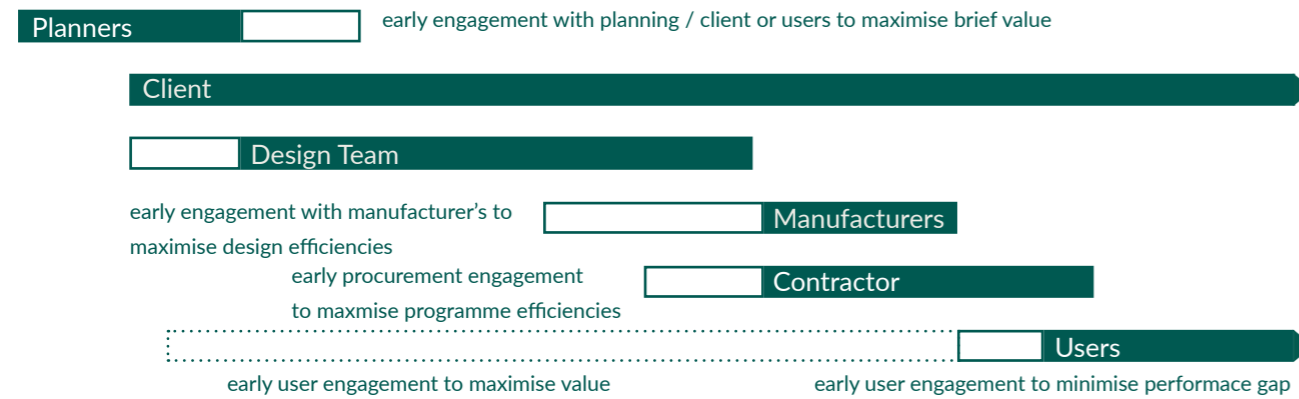 Planners
early engagement with planning / client or users to maximise brief value
Client
Design Team
early engagement with manufacturer's to
maximise design efficiencies
Manufacturers
early procurement engagement
to maxmise programme efficiencies
Contractor
Users
early user engagement to maximise value
early user engagement to minimise performace gap